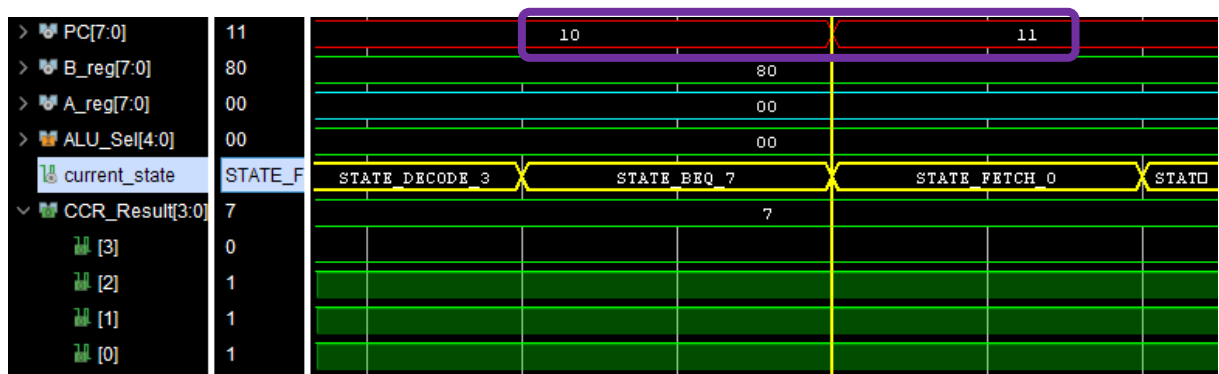 PC[7:0] 11 10 11
B_reg[7:0] 80 80
A_reg[7:0] 00 00
ALU_Sel[4:0] 00 00
current_state STATE_F STATE_DECODE_3 STATE_BEQ_7 STATE_FETCH_0 STAT
CCR_Result[3:0] 7 7
[3] 0
[2] 1
[1] 1
[0] 1